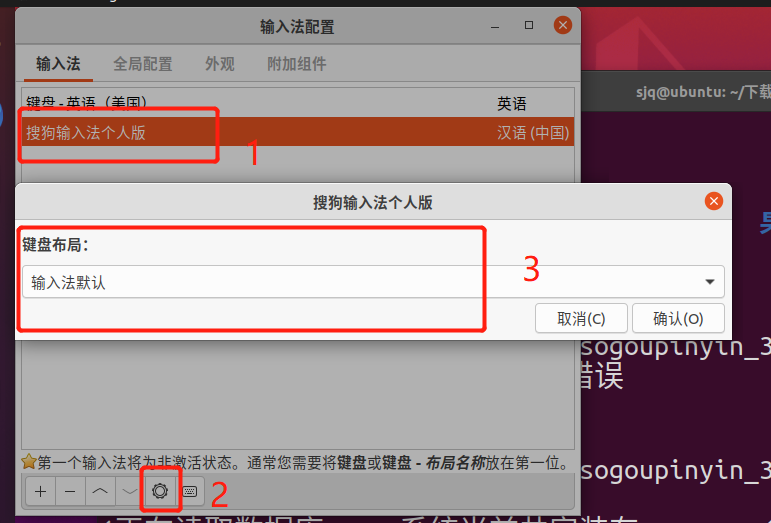 输入法配置
输入法 全局配置 外观 附加组件
sjq@ubuntu: ~/下载
键盘 - 英语（美国） 英语
搜狗输入法个人版 汉语 (中国)
1
搜狗输入法个人版
键盘布局：
3
输入法默认
取消(C) 确认(O)
sogoupinyin_3
错误
第一个输入法将为非激活状态。通常您需要将键盘或键盘 - 布局名称放在第一位。
sogoupinyin_3
2